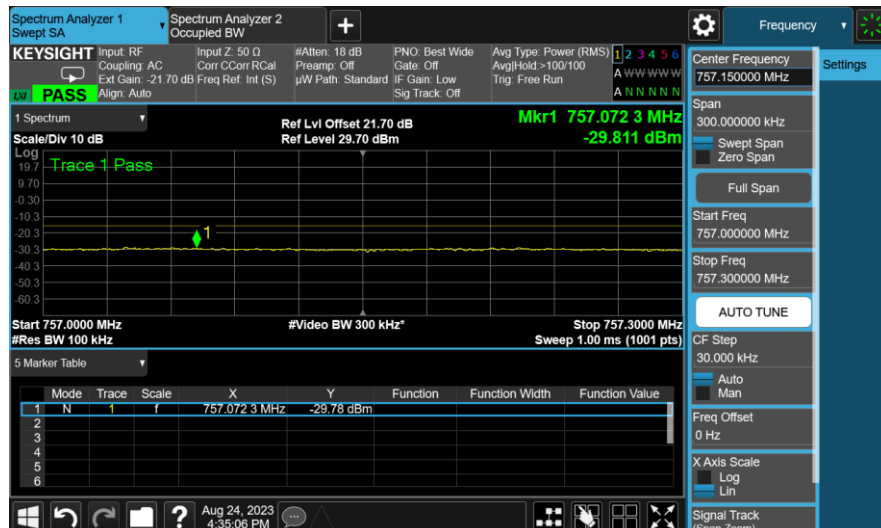 Spectrum Analyzer 1
Swept SA
Spectrum Analyzer 2
Occupied BW
Frequency
KEYSIGHT
Input: RF
Coupling: AC
Ext Gain: -21.70 dB
Align: Auto
LXI
PASS
Input Z: 50 Ω
Corr CCorr RCal
Freq Ref: Int (S)
#Atten: 18 dB
Preamp: Off
µW Path: Standard
PNO: Best Wide
Gate: Off
IF Gain: Low
Sig Track: Off
Avg Type: Power (RMS)
Avg|Hold:>100/100
Trig: Free Run
1 2 3 4 5 6
A W W W W W
A N N N N N
1 Spectrum
Scale/Div 10 dB
Ref Lvl Offset 21.70 dB
Ref Level 29.70 dBm
Mkr1 757.072 3 MHz
-29.811 dBm
Log
Trace 1 Pass
19.7
9.70
-0.30
-10.3
-20.3
-30.3
-40.3
-50.3
-60.3
1
Start 757.0000 MHz
#Res BW 100 kHz
#Video BW 300 kHz*
Stop 757.3000 MHz
Sweep 1.00 ms (1001 pts)
5 Marker Table
Mode Trace Scale X Y Function Function Width Function Value
1 N 1 f 757.072 3 MHz -29.78 dBm
2
3
4
5
6
Aug 24, 2023
4:35:06 PM
Center Frequency
757.150000 MHz
Span
300.000000 kHz
Swept Span
Zero Span
Full Span
Start Freq
757.000000 MHz
Stop Freq
757.300000 MHz
AUTO TUNE
CF Step
30.000 kHz
Auto
Man
Freq Offset
0 Hz
X Axis Scale
Log
Lin
Signal Track
(Span Zoom)
Settings